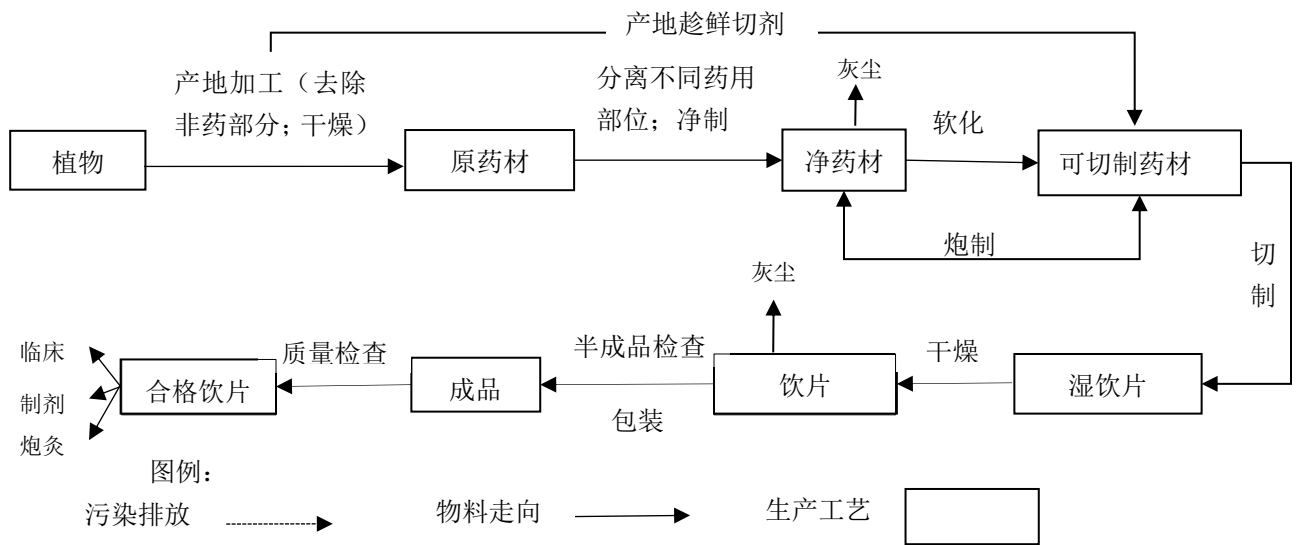 产地趁鲜切剂
产地加工（去除
非药部分；干燥）
分离不同药用
部位；净制
灰尘
软化
植物
原药材
净药材
可切制药材
炮制
切
制
灰尘
临床
制剂
炮灸
合格饮片
质量检查
成品
半成品检查
包装
饮片
干燥
湿饮片
图例：
污染排放
物料走向
生产工艺